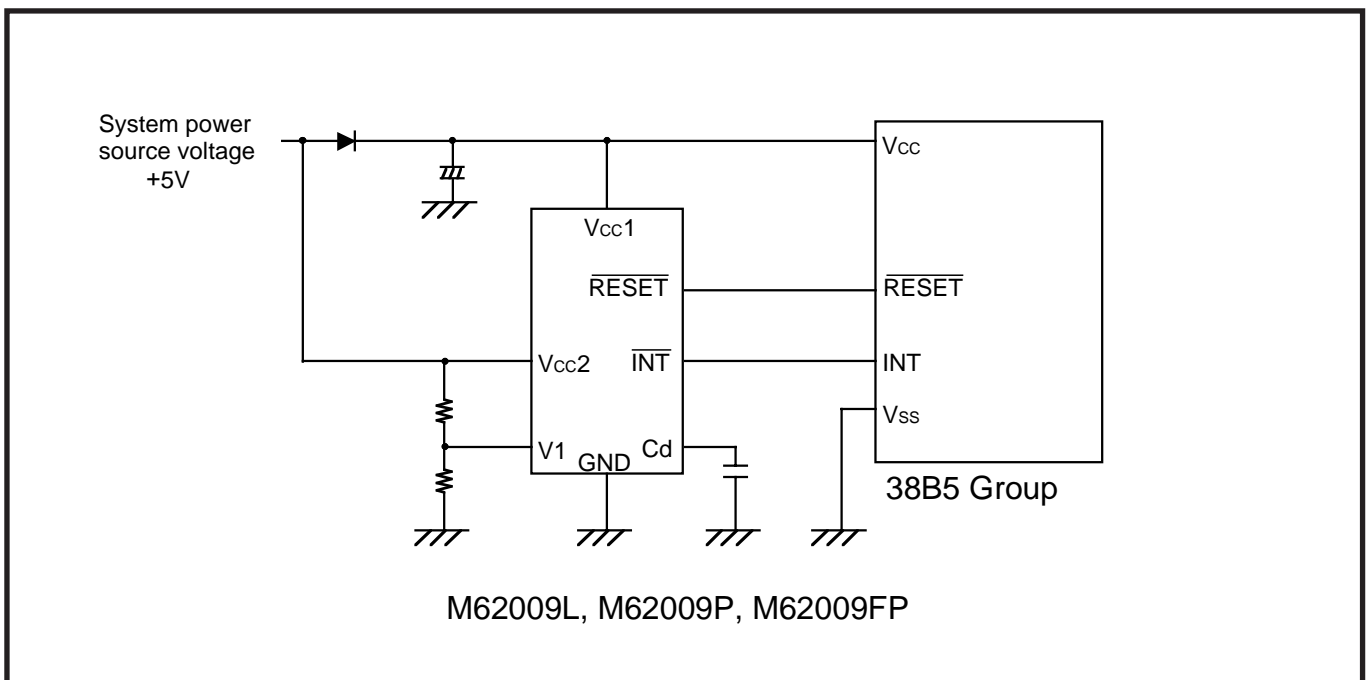 System power
source voltage
+5V
Vcc
Vcc1
RESET
RESET
Vcc2
INT
INT
Vss
V1
GND
Cd
38B5 Group
M62009L, M62009P, M62009FP